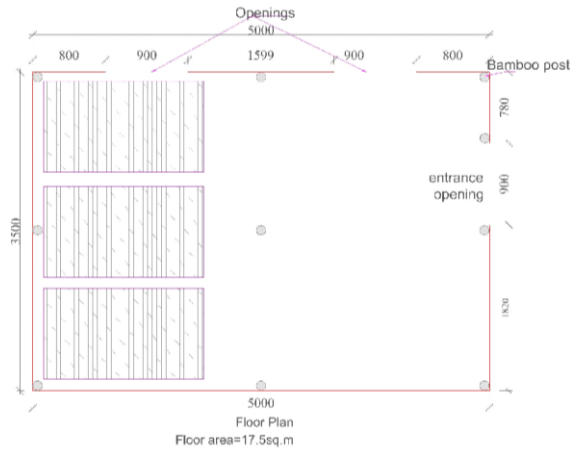 Openings
5000
800 900 1599 900 800
Bamboo post
780
entrance
opening
900
3500
1820
5000
Floor Plan
Floor area=17.5sq.m